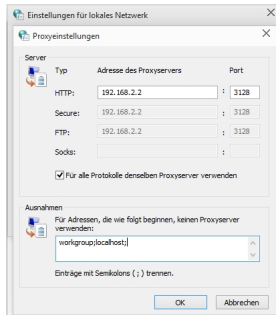 Einstellungen für lokales Netzwerk
Proxyeinstellungen
Server
Typ Adresse des Proxyservers Port
HTTP: 192.168.2.2 : 3128
Secure: 192.168.2.2 : 3128
FTP: 192.168.2.2 : 3128
Socks: :
Für alle Protokolle denselben Proxyserver verwenden
Ausnahmen
Für Adressen, die wie folgt beginnen, keinen Proxyserver
verwenden:
workgroup;localhost;
Einträge mit Semikolons ( ; ) trennen.
OK Abbrechen